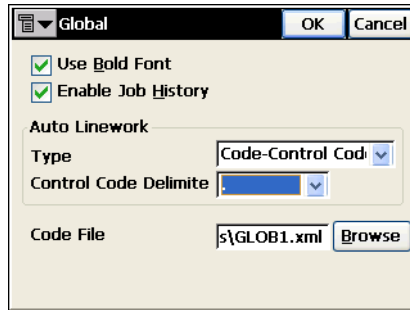 Global OK Cancel
Use Bold Font
Enable Job History
Auto Linework
Type Code-Control Cod
Control Code Delimite .
Code File s\GLOB1.xml Browse